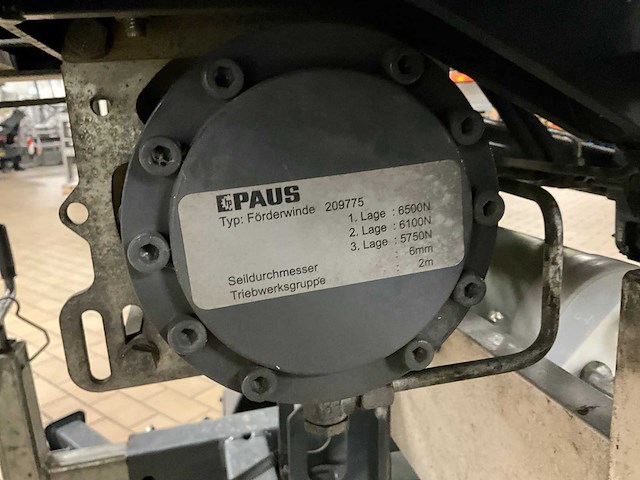 PAUS
Typ: Förderwinde 209775
1. Lage : 6500N
2. Lage : 6100N
3. Lage : 5750N
Seildurchmesser : 6mm
Triebwerksgruppe : 2m